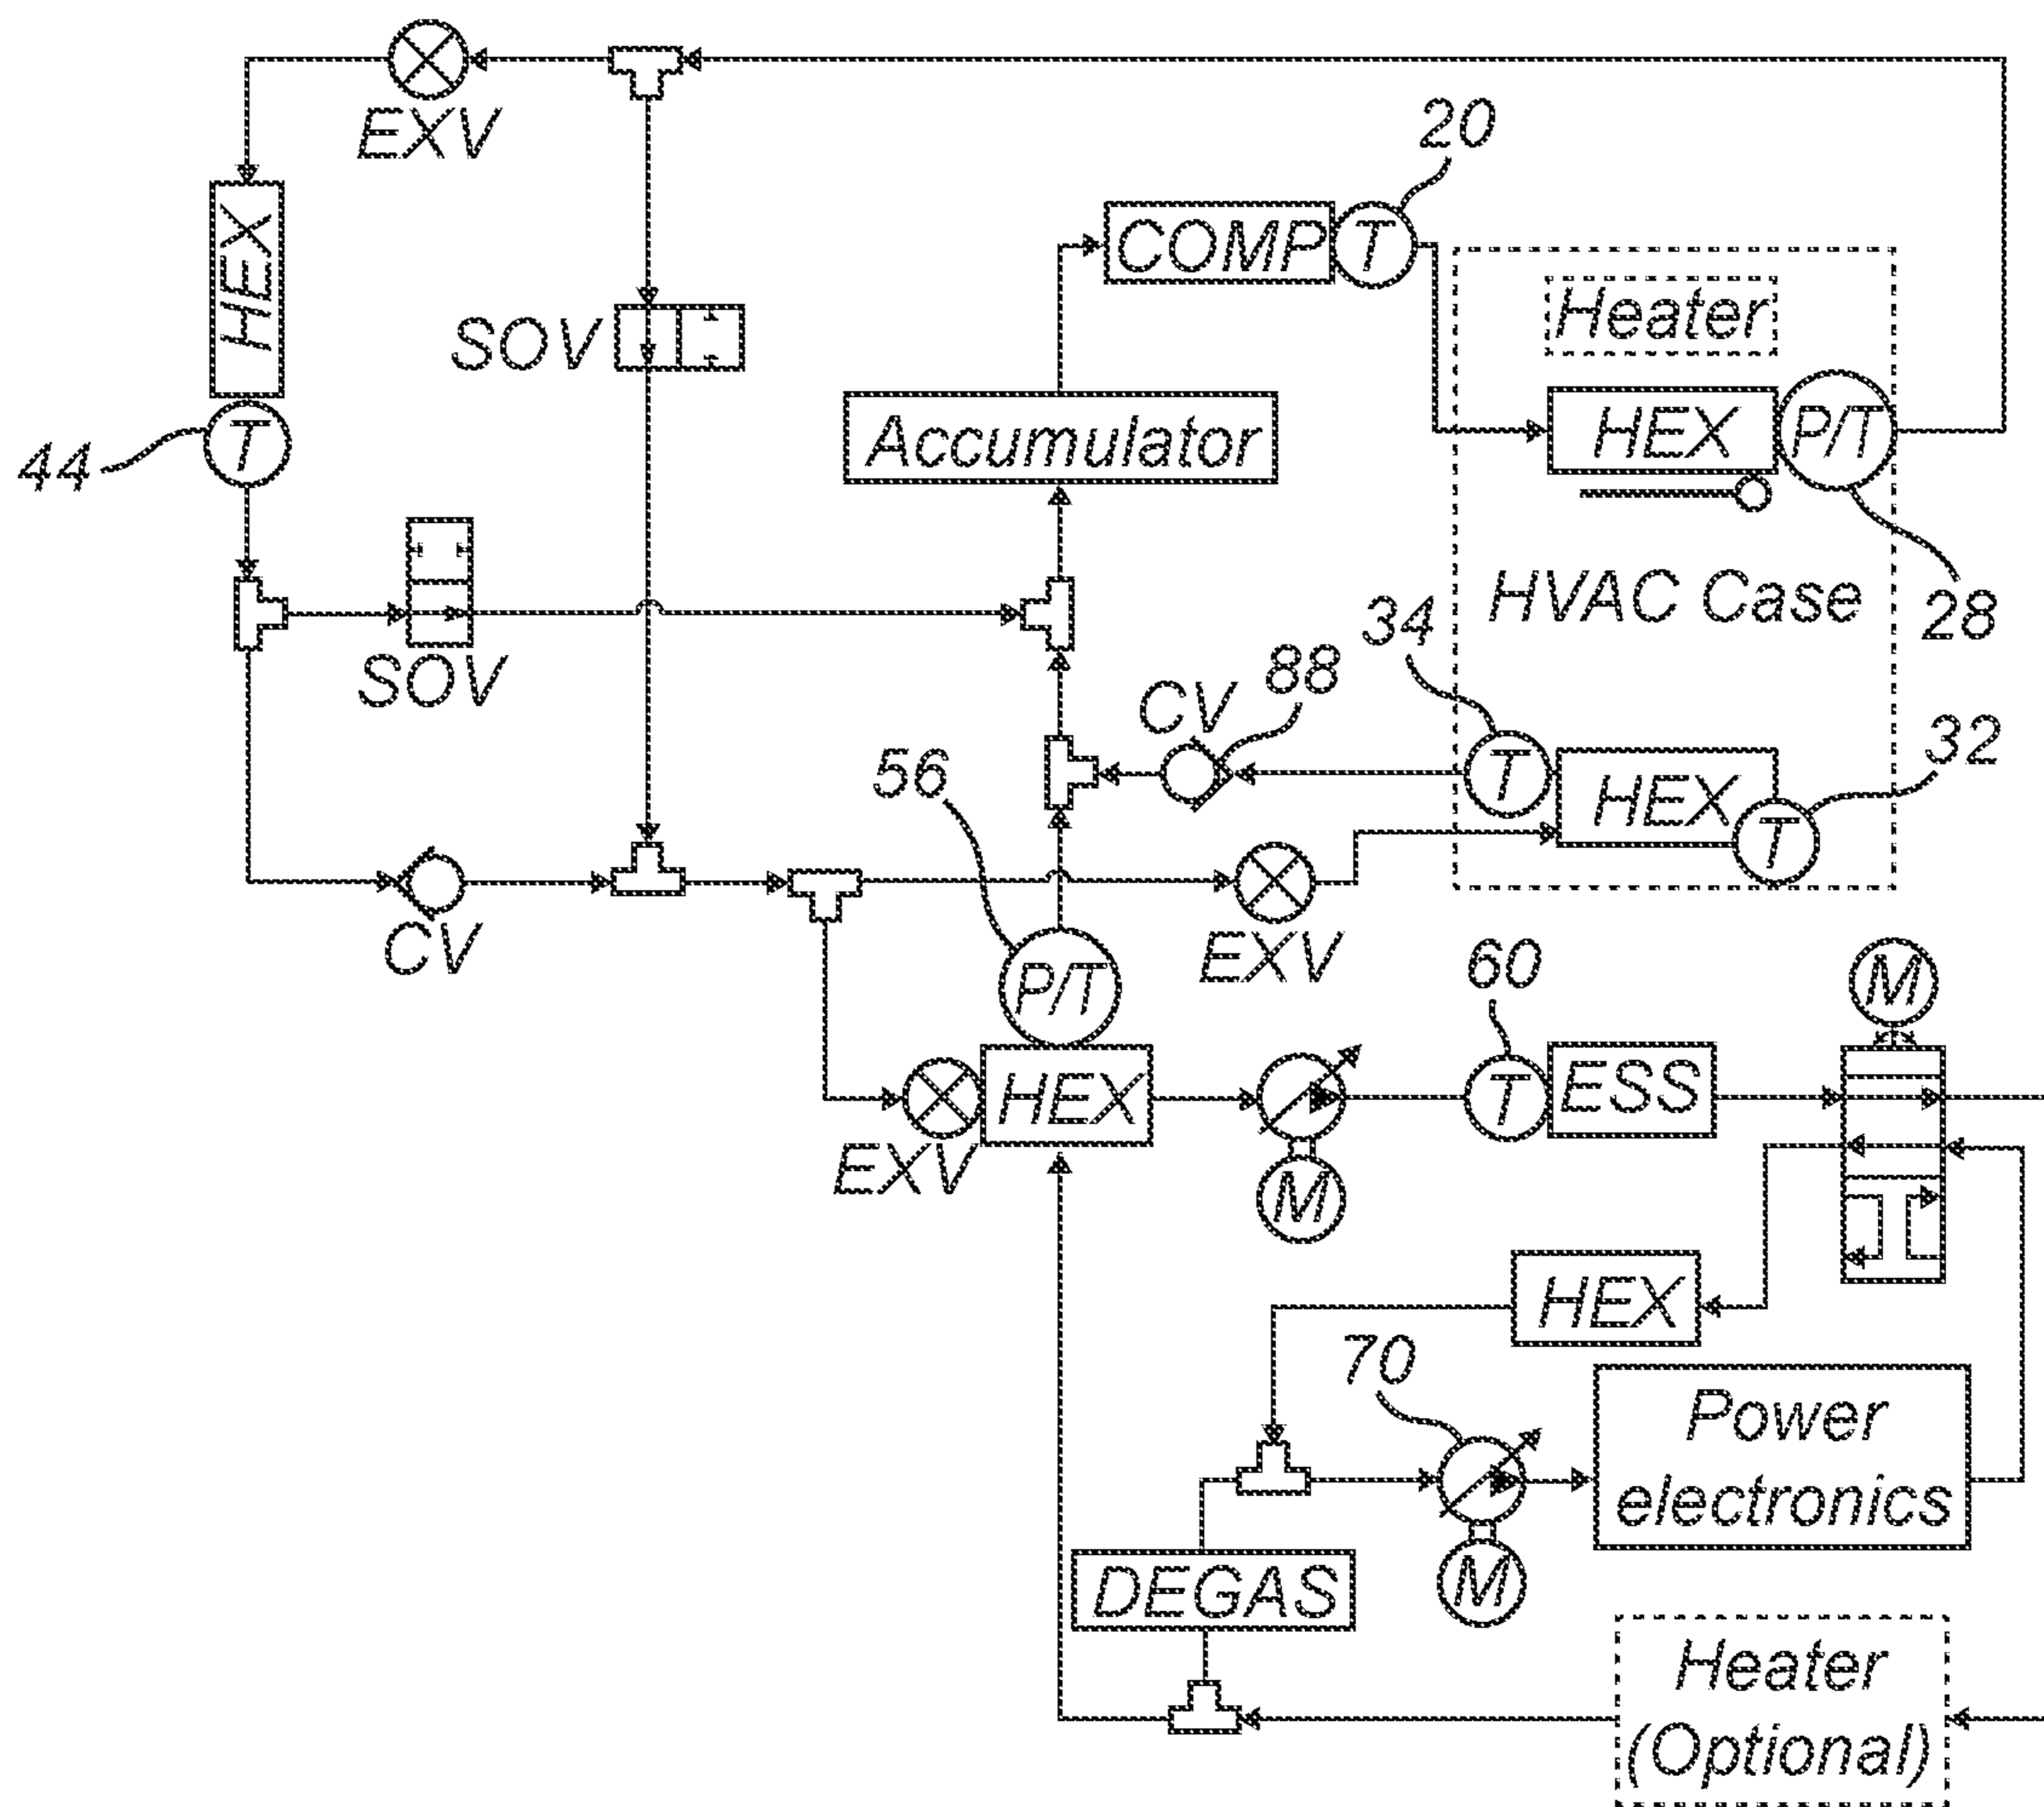 EXV
20
COMP
T
HEX
SOV
Heater
HEX
P/T
44
T
Accumulator
HVAC Case
28
34
SOV
CV
88
32
56
T
HEX
T
CV
EXV
60
M
P/T
EXV
HEX
T
ESS
M
HEX
70
Power
electronics
M
DEGAS
Heater
(Optional)